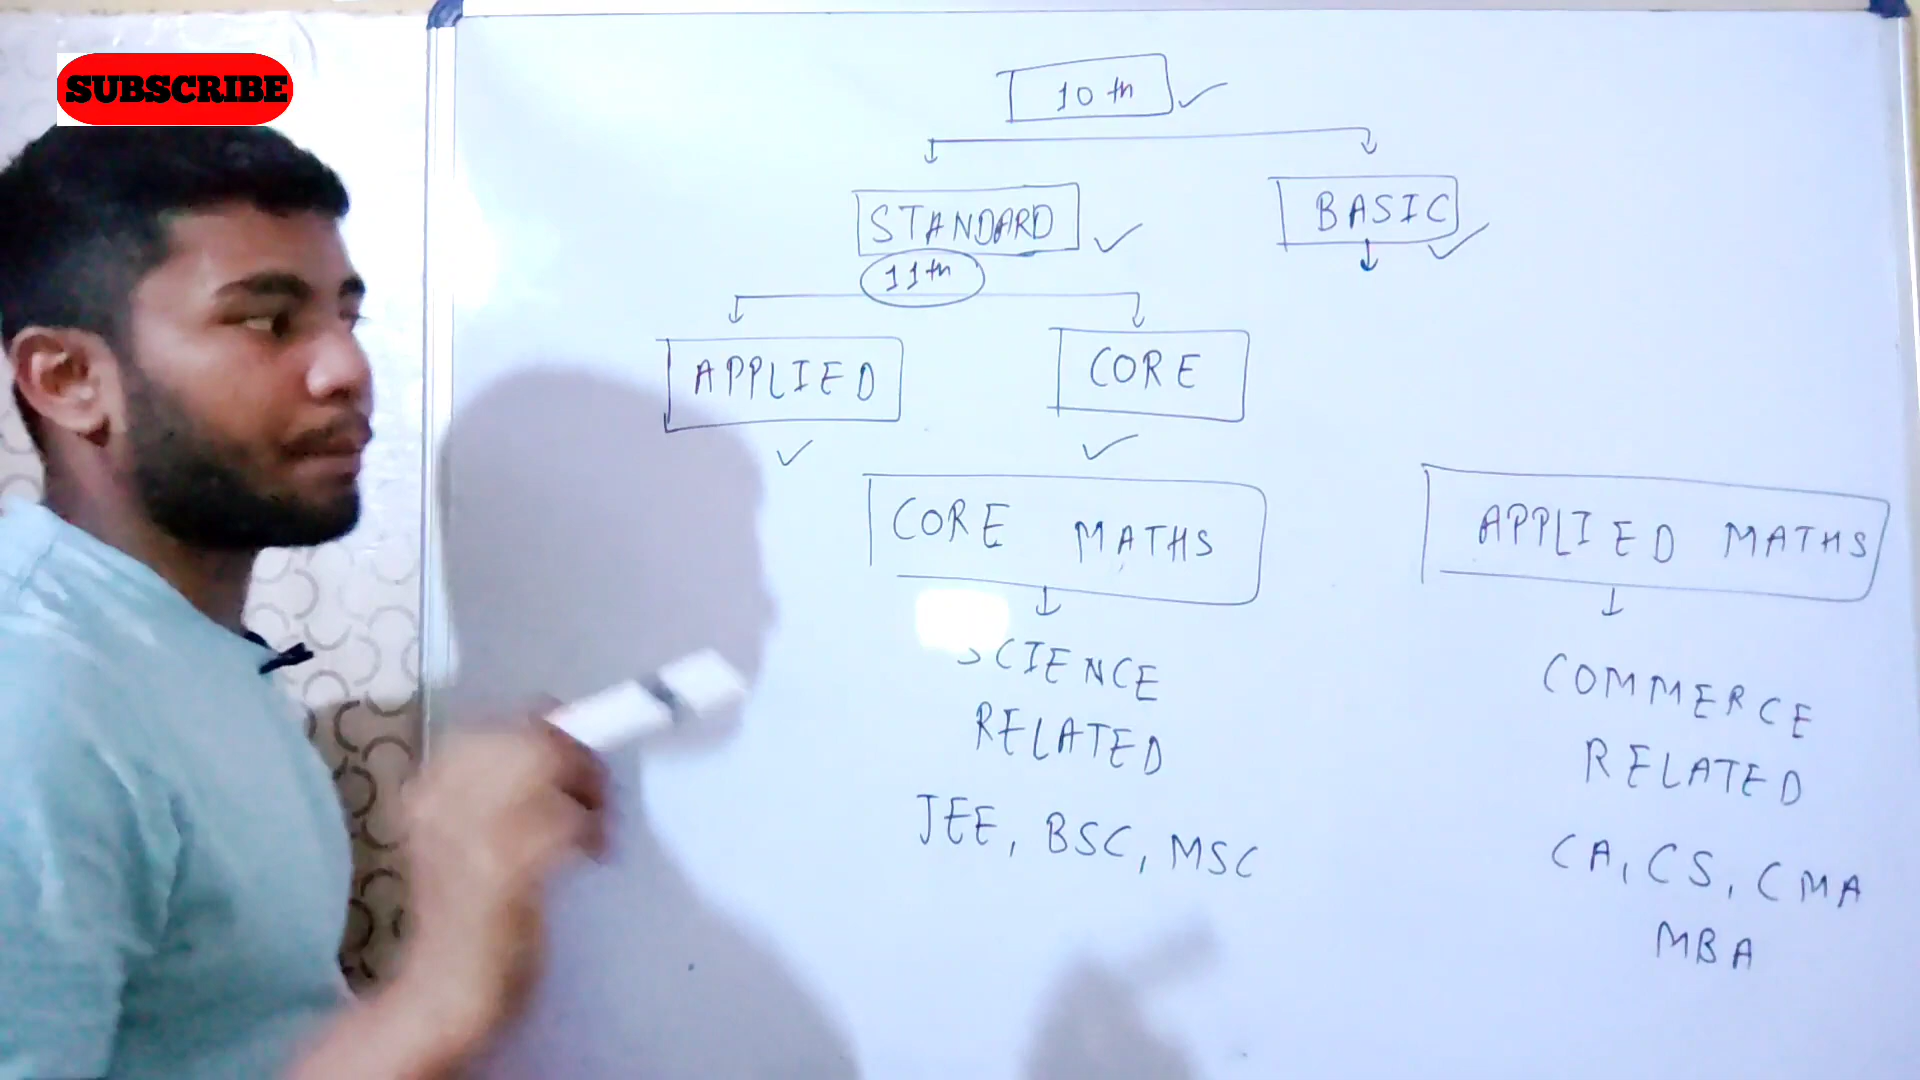 SUBSCRIBE
10th
STANDARD
BASIC
11th
APPLIED
CORE
CORE MATHS
APPLIED MATHS
SCIENCE
RELATED
JEE, BSC, MSC
COMMERCE
RELATED
CA, CS, CMA
MBA